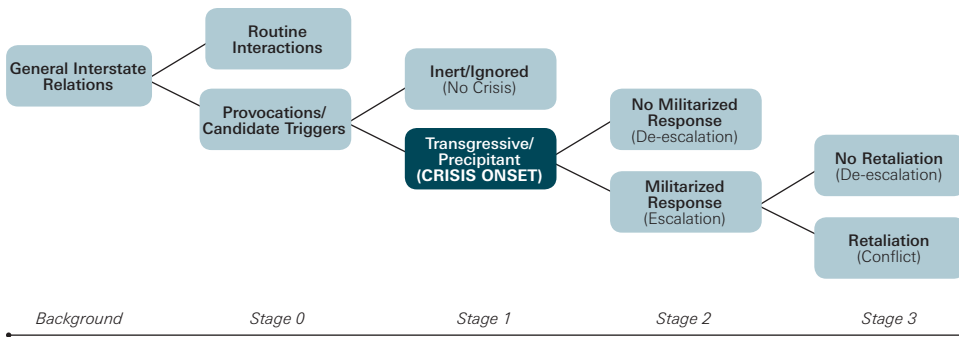 General Interstate
Relations
Routine
Interactions
Provocations/
Candidate Triggers
Inert/Ignored
(No Crisis)
Transgressive/
Precipitant
(CRISIS ONSET)
No Militarized
Response
(De-escalation)
Militarized
Response
(Escalation)
No Retaliation
(De-escalation)
Retaliation
(Conflict)
Background
Stage 0
Stage 1
Stage 2
Stage 3